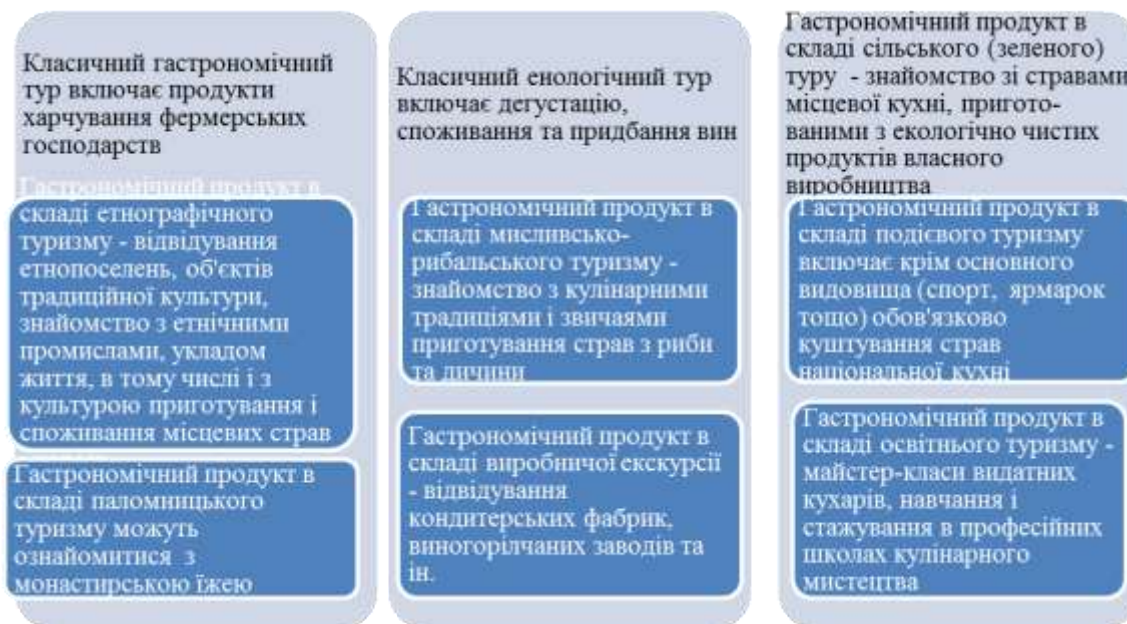 Класичний гастрономічний
тур включає продукти
харчування фермерських
господарств
Гастрономічний продукт в
складі етнографічного
туризму - відвідування
етнопоселень, об'єктів
традиційної культури,
знайомство з етнічними
промислами, укладом
життя, в тому числі і з
культурою приготування і
споживання місцевих страв
Гастрономічний продукт в
складі паломницького
туризму можуть
ознайомитися з
монастирською їжею
Класичний енологічний тур
включає дегустацію,
споживання та придбання вин
Гастрономічний продукт в
складі мисливсько-
рибальського туризму -
знайомство з кулінарними
традиціями і звичаями
приготування страв з риби
та дичини
Гастрономічний продукт в
складі виробничої екскурсії
- відвідування
кондитерських фабрик,
виногорілчаних заводів та
ін.
Гастрономічний продукт в
складі сільського (зеленого)
туру - знайомство зі стравами
місцевої кухні, пригото-
ваними з екологічно чистих
продуктів власного
виробництва
Гастрономічний продукт в
складі подієвого туризму
включає крім основного
видовища (спорт, ярмарок
тощо) обов'язково
куштування страв
національної кухні
Гастрономічний продукт в
складі освітнього туризму -
майстер-класи видатних
кухарів, навчання і
стажування в професійних
школах кулінарного
мистецтва